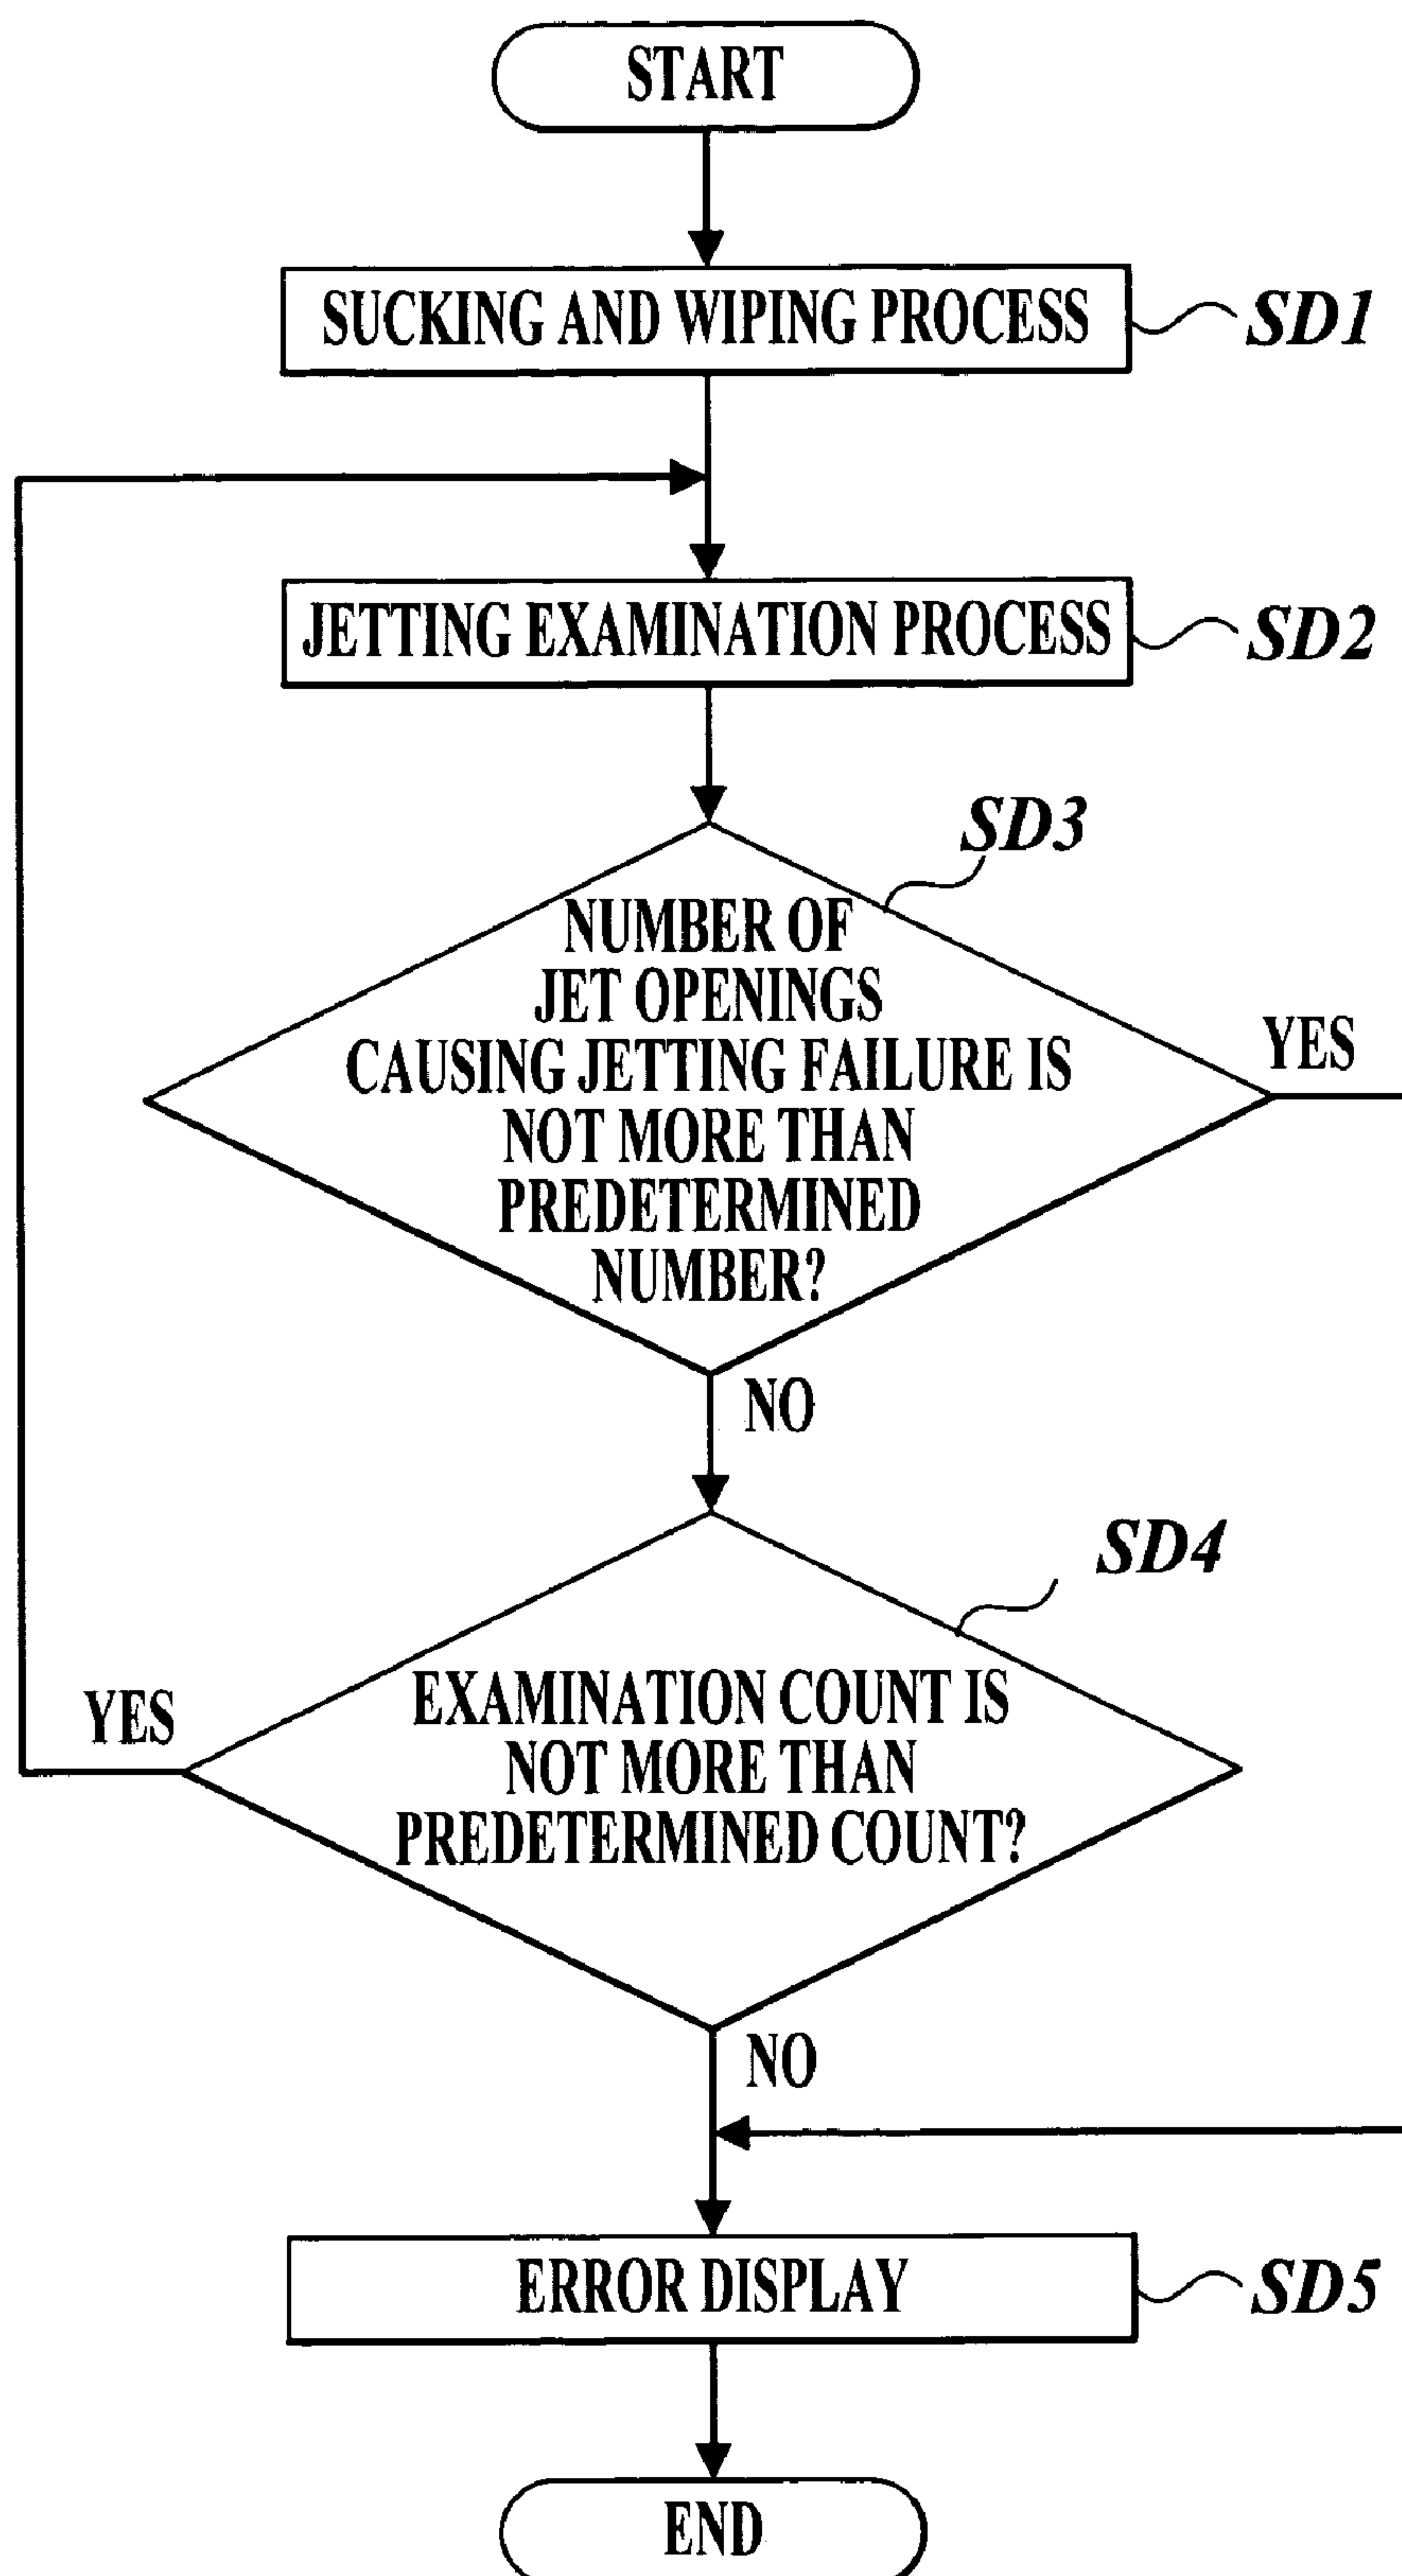 START
SUCKING AND WIPING PROCESS
SD1
JETTING EXAMINATION PROCESS
SD2
SD3
NUMBER OF
JET OPENINGS
CAUSING JETTING FAILURE IS
NOT MORE THAN
PREDETERMINED
NUMBER?
YES
NO
SD4
EXAMINATION COUNT IS
NOT MORE THAN
PREDETERMINED COUNT?
YES
NO
ERROR DISPLAY
SD5
END